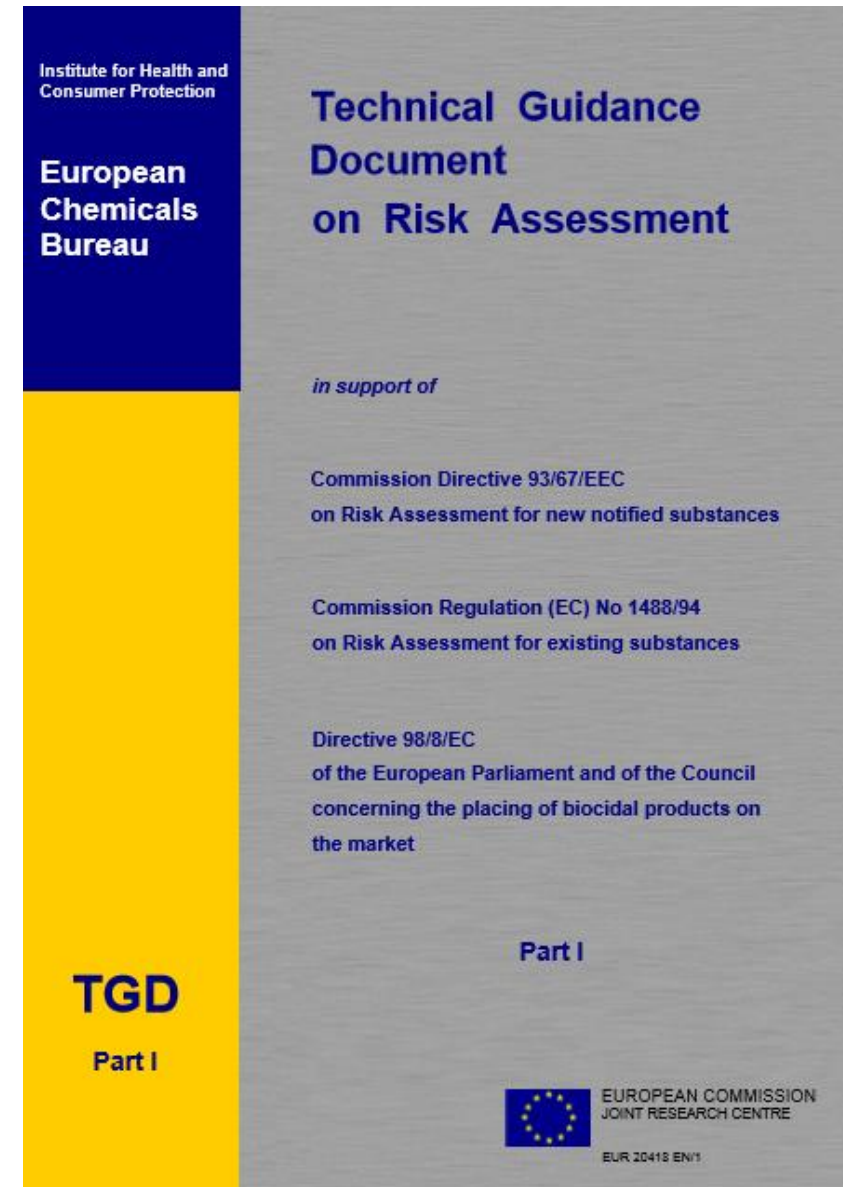 Institute for Health and
Consumer Protection
European
Chemicals
Bureau
Technical Guidance
Document
on Risk Assessment
in support of
Commission Directive 93/67/EEC
on Risk Assessment for new notified substances
Commission Regulation (EC) No 1488/94
on Risk Assessment for existing substances
Directive 98/8/EC
of the European Parliament and of the Council
concerning the placing of biocidal products on
the market
Part I
TGD
Part I
EUROPEAN COMMISSION
JOINT RESEARCH CENTRE
EUR 20418 EN/1